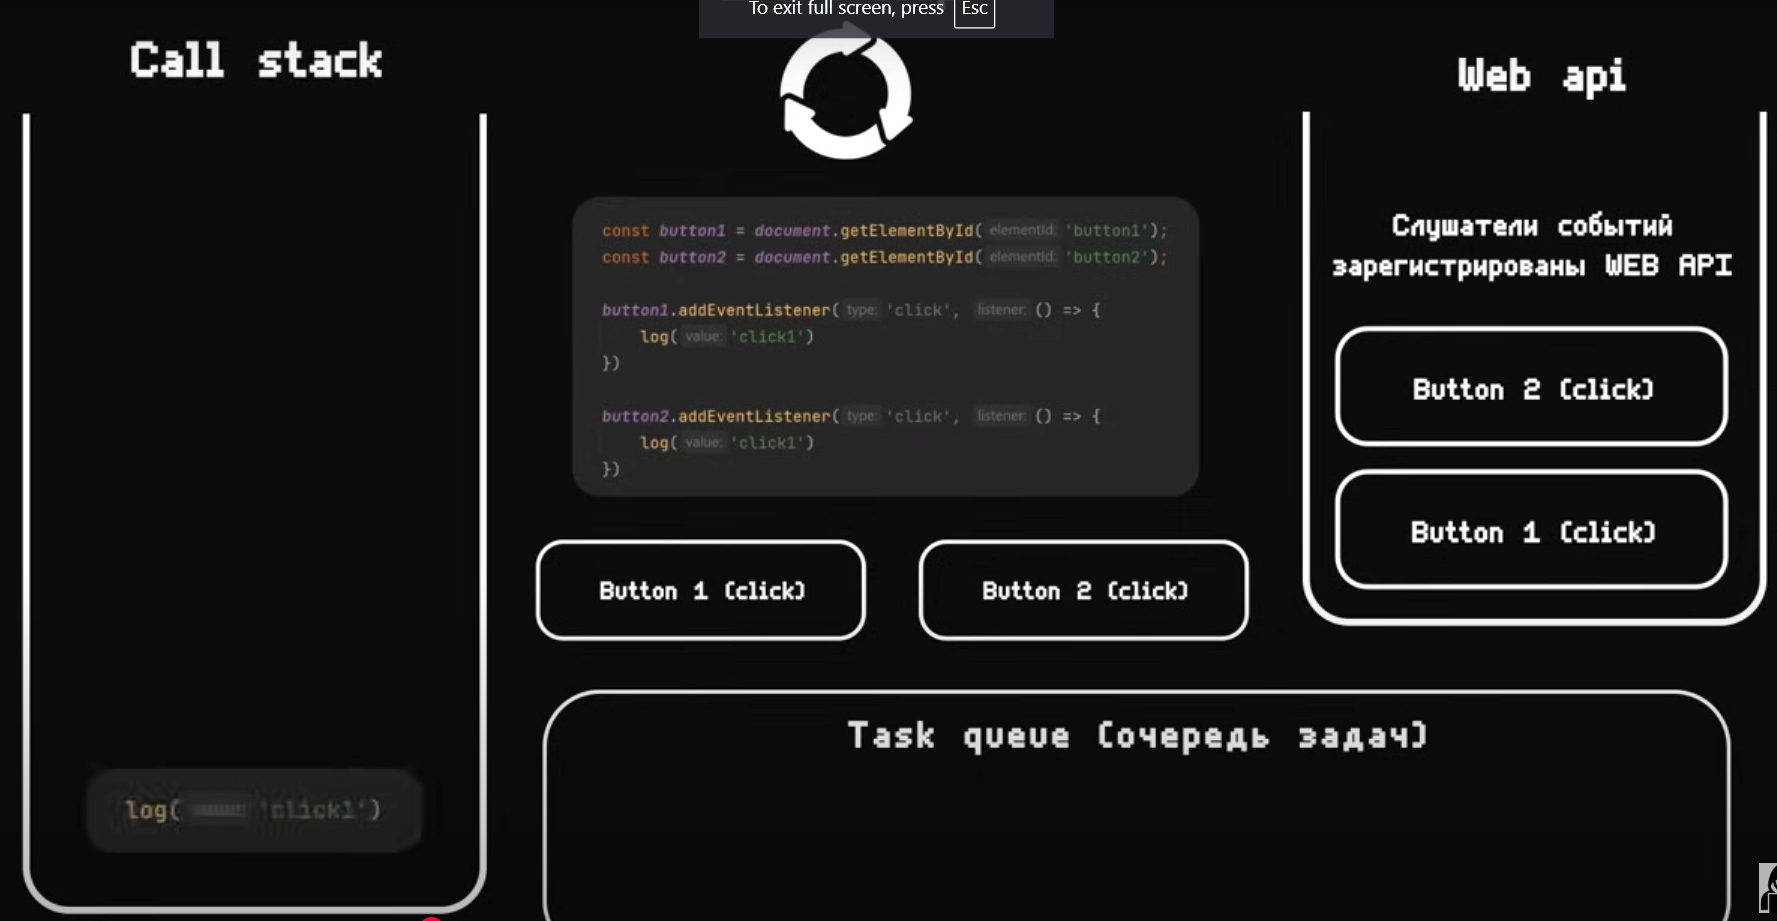 To exit full screen, press Esc
Call stack
Web api
const button1 = document.getElementById( elementId: 'button1');
const button2 = document.getElementById( elementId: 'button2');
button1.addEventListener( type: 'click', listener: () => {
log( value: 'click1')
})
button2.addEventListener( type: 'click', listener: () => {
log( value: 'click1')
})
Слушатели событий
зарегистрированы WEB API
Button 2 (click)
Button 1 (click)
Button 1 (click)
Button 2 (click)
Task queue (очередь задач)
log( 'click1')